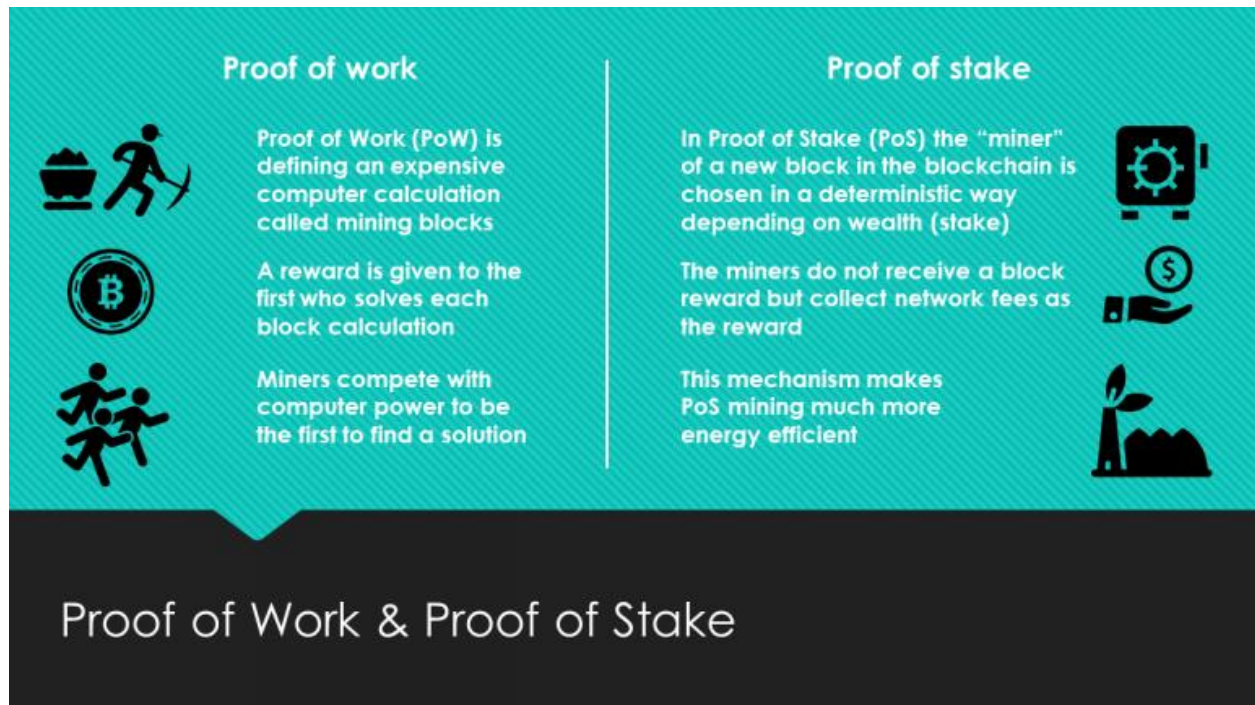 Proof of work
Proof of Work (PoW) is
defining an expensive
computer calculation
called mining blocks
A reward is given to the
first who solves each
block calculation
Miners compete with
computer power to be
the first to find a solution
Proof of stake
In Proof of Stake (PoS) the “miner”
of a new block in the blockchain is
chosen in a deterministic way
depending on wealth (stake)
The miners do not receive a block
reward but collect network fees as
the reward
This mechanism makes
PoS mining much more
energy efficient
Proof of Work & Proof of Stake